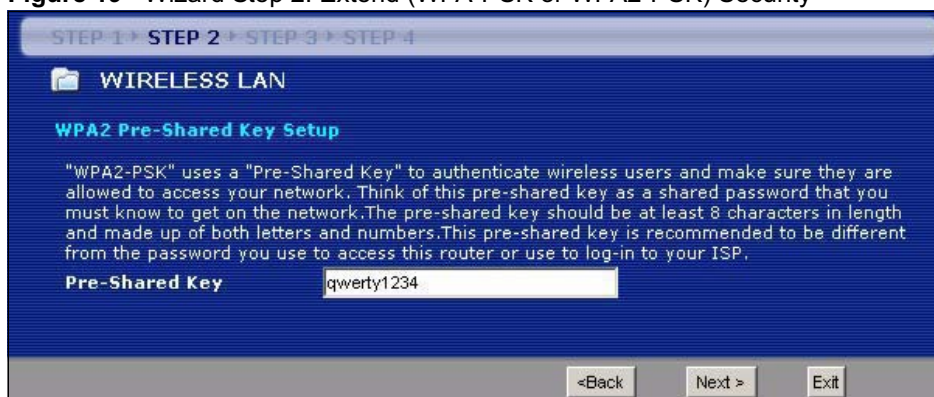 Figure 19 Wizard Step 2: Extend (WPA-PSK or WPA2-PSK) Security
STEP 1 STEP 2 STEP 3 STEP 4
WIRELESS LAN
WPA2 Pre-Shared Key Setup
"WPA2-PSK" uses a "Pre-Shared Key" to authenticate wireless users and make sure they are
allowed to access your network. Think of this pre-shared key as a shared password that you
must know to get on the network.The pre-shared key should be at least 8 characters in length
and made up of both letters and numbers.This pre-shared key is recommended to be different
from the password you use to access this router or use to log-in to your ISP.
Pre-Shared Key qwerty1234
<Back Next > Exit